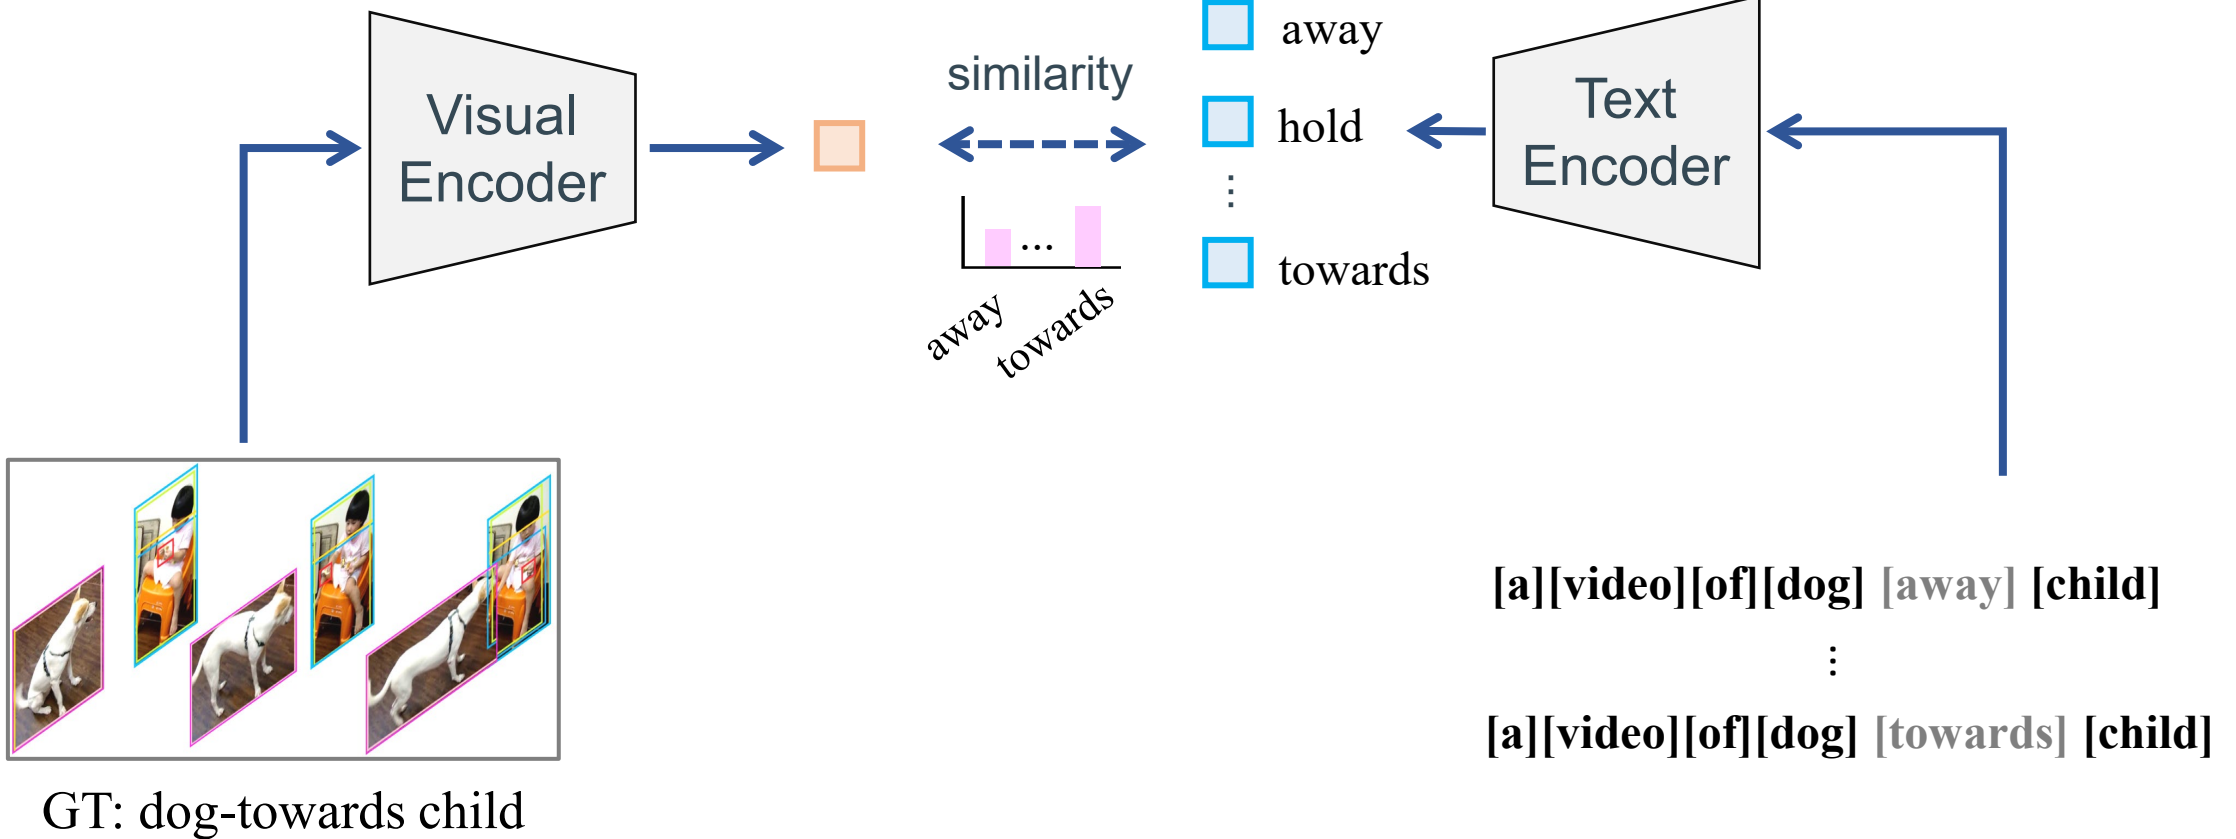 Visual
Encoder
similarity
...
away
towards
away
hold
⋮
towards
Text
Encoder
GT: dog-towards child
[a][video][of][dog] [away] [child]
⋮
[a][video][of][dog] [towards] [child]